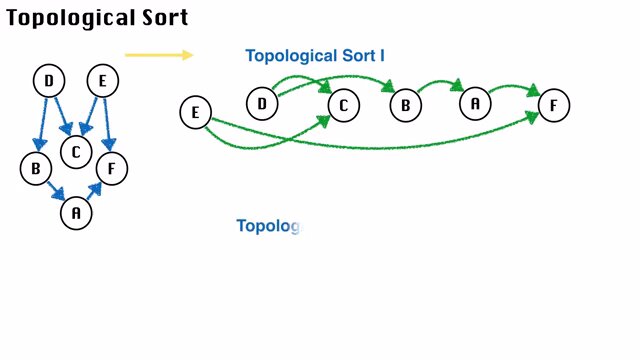 Topological Sort
Topological Sort I
D E
E D C B A F
C
B F
A
Topolog